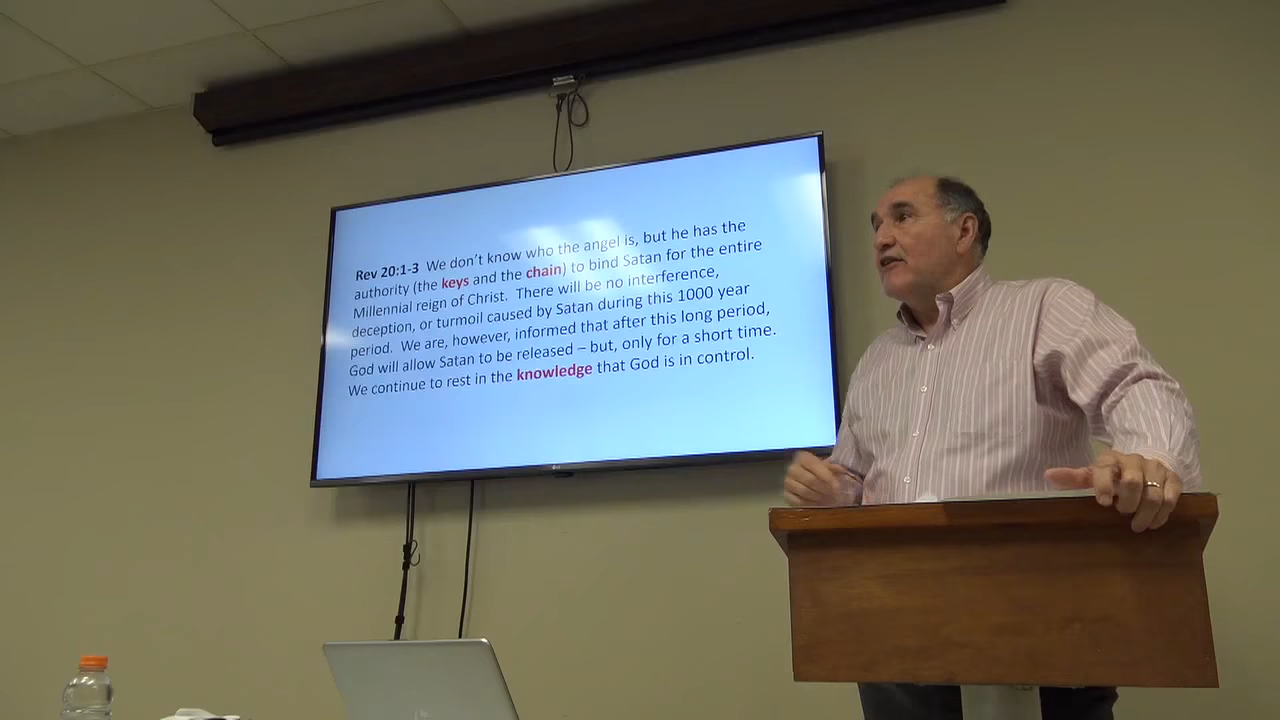 Rev 20:1-3 We don't know who the angel is, but he has the
authority (the keys and the chain) to bind Satan for the entire
Millennial reign of Christ. There will be no interference,
deception, or turmoil caused by Satan during this 1000 year
period. We are, however, informed that after this long period,
God will allow Satan to be released – but, only for a short time.
We continue to rest in the knowledge that God is in control.
LG